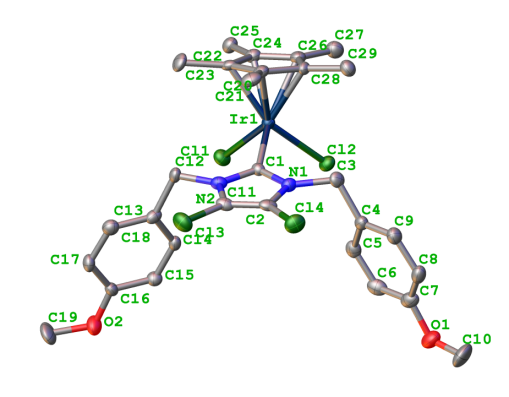 C25 C24 C26 C27
C22 C29
C23 C20 C28
C21
Ir1
Cl1 Cl2
C12 C1 N1 C3
N2 C11
C2 Cl4 C4
C13 Cl3 C9
C18 C14 C5
C17 C15 C6 C8
C16 C7
C19 O2 O1
C10